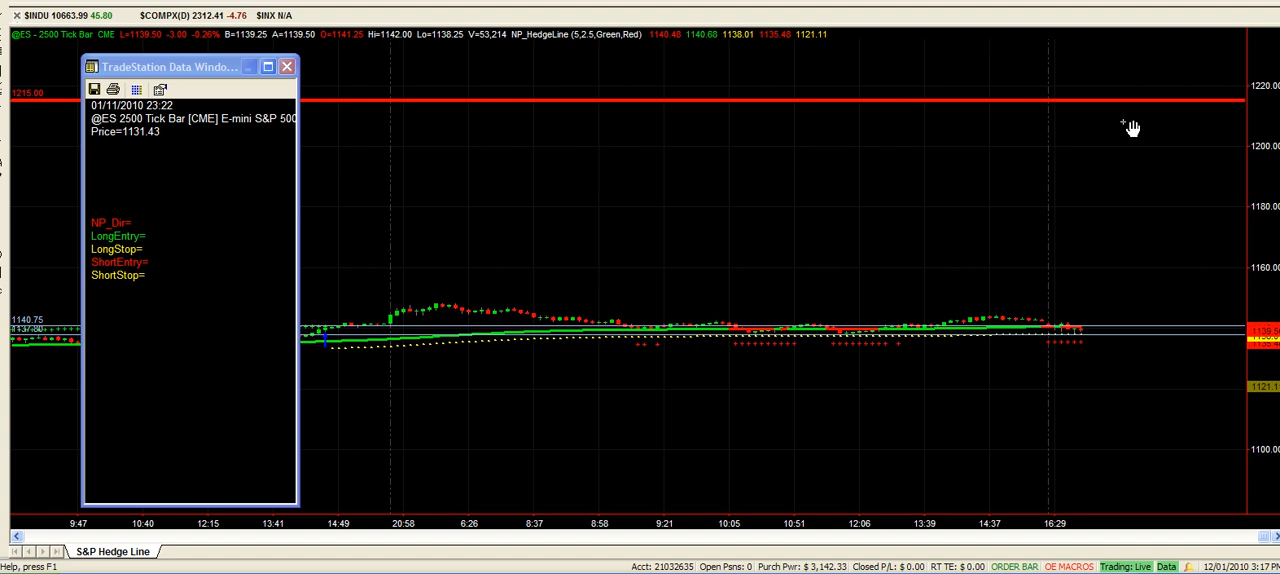 $INDU 10663.99 45.80 $COMPX(D) 2312.41 -4.76 $INX N/A
@ES - 2500 Tick Bar CME L=1139.50 -3.00 -0.26% B=1139.25 A=1139.50 O=1141.25 Hi=1142.00 Lo=1138.25 V=53,214 NP_HedgeLine (5,2.5,Green,Red) 1140.48 1140.68 1138.01 1135.48 1121.11
TradeStation Data Windo...
01/11/2010 23:22
@ES 2500 Tick Bar [CME] E-mini S&P 500
Price=1131.43
NP_Dir=
LongEntry=
LongStop=
ShortEntry=
ShortStop=
1215.00
1220.00
1200.00
1180.00
1160.00
1140.75
1139.50
1121.11
1100.00
9:47 10:40 12:15 13:41 14:49 20:58 6:26 8:37 8:58 9:21 10:05 10:51 12:06 13:39 14:37 16:29
S&P Hedge Line
Help, press F1
Acct: 21032635 Open Psns: 0 Purch Pwr: $ 3,142.33 Closed P/L: $ 0.00 RT TE: $ 0.00 ORDER BAR OE MACROS Trading: Live Data 12/01/2010 3:17 PM